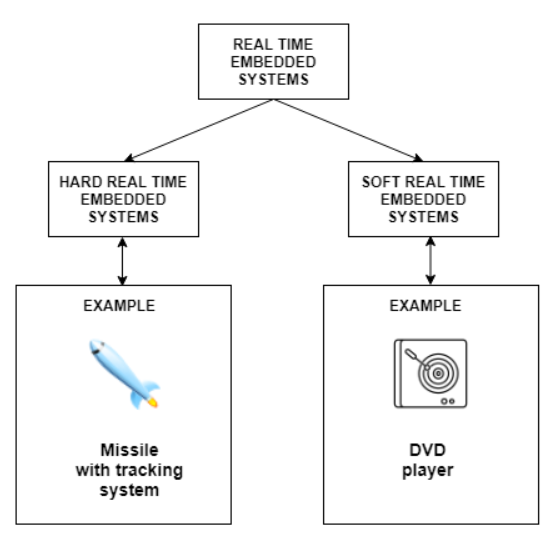 REAL TIME
EMBEDDED
SYSTEMS
HARD REAL TIME
EMBEDDED
SYSTEMS
SOFT REAL TIME
EMBEDDED
SYSTEMS
EXAMPLE
Missile
with tracking
system
EXAMPLE
DVD
player